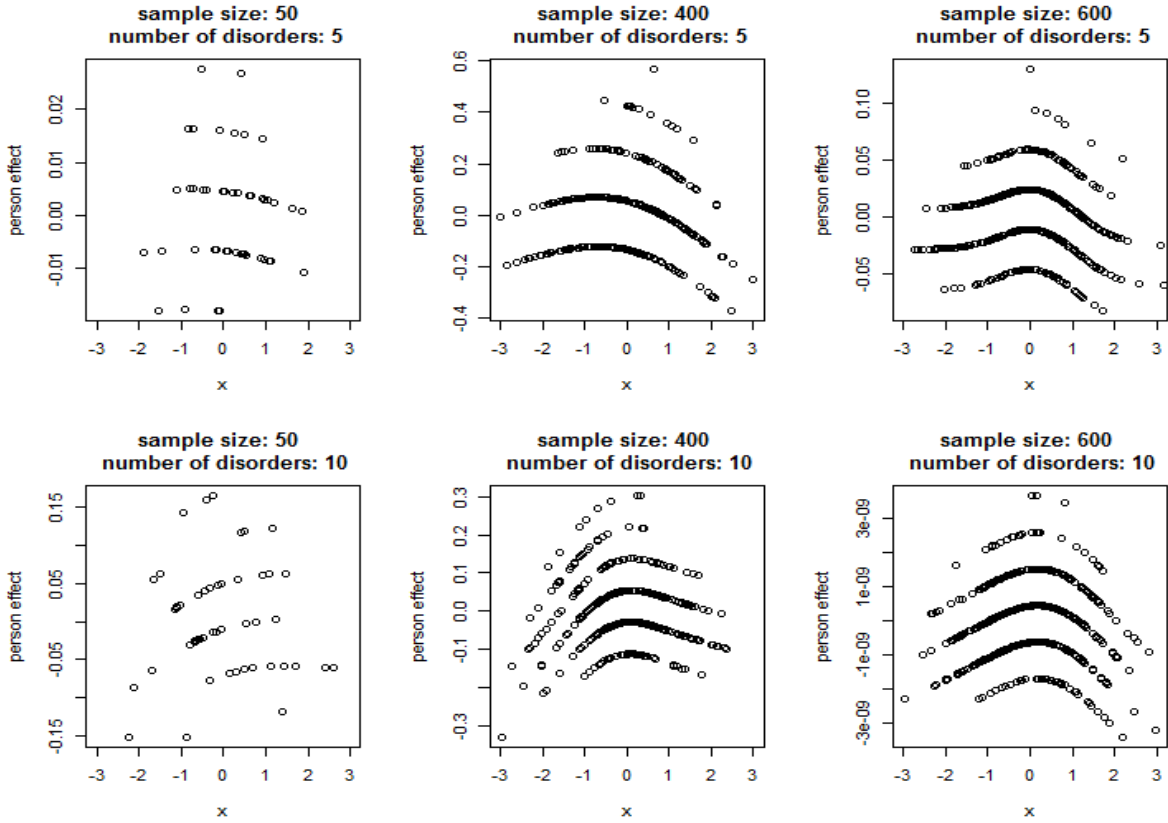 sample size: 50
number of disorders: 5
person effect
0.02
0.01
0.00
-0.01
-3 -2 -1 0 1 2 3
x
sample size: 400
number of disorders: 5
person effect
0.6
0.4
0.2
0.0
-0.2
-0.4
-3 -2 -1 0 1 2 3
x
sample size: 600
number of disorders: 5
person effect
0.10
0.05
0.00
-0.05
-3 -2 -1 0 1 2 3
x
sample size: 50
number of disorders: 10
person effect
0.15
0.05
-0.05
-0.15
-3 -2 -1 0 1 2 3
x
sample size: 400
number of disorders: 10
person effect
0.3
0.2
0.1
0.0
-0.1
-0.3
-3 -2 -1 0 1 2 3
x
sample size: 600
number of disorders: 10
person effect
3e-09
1e-09
-1e-09
-3e-09
-3 -2 -1 0 1 2 3
x